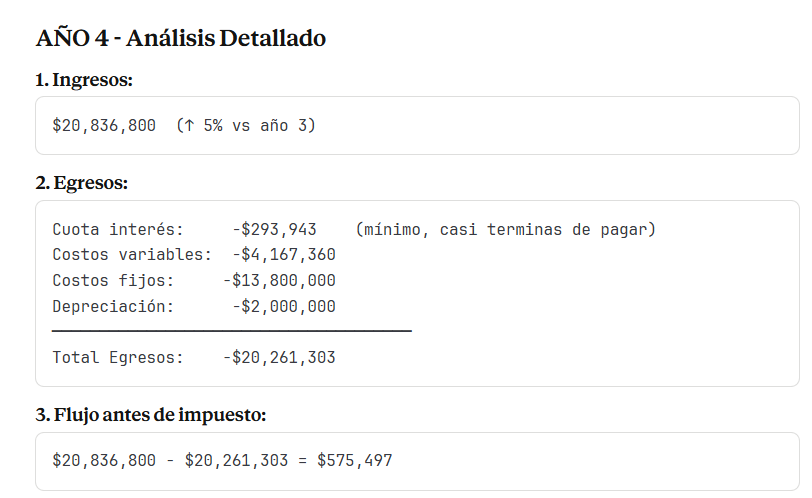 AÑO 4 - Análisis Detallado
1. Ingresos:
$20,836,800 (↑ 5% vs año 3)
2. Egresos:
Cuota interés: -$293,943 (mínimo, casi terminas de pagar)
Costos variables: -$4,167,360
Costos fijos: -$13,800,000
Depreciación: -$2,000,000
Total Egresos: -$20,261,303
3. Flujo antes de impuesto:
$20,836,800 - $20,261,303 = $575,497